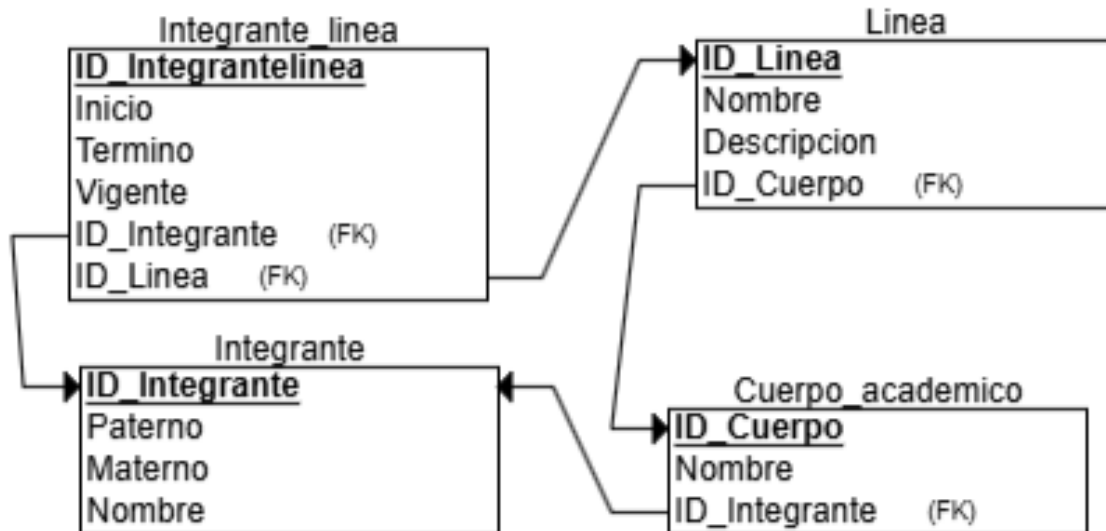 Integrante_linea
ID_Integrantelinea
Inicio
Termino
Vigente
ID_Integrante (FK)
ID_Linea (FK)
Linea
ID_Linea
Nombre
Descripcion
ID_Cuerpo (FK)
Integrante
ID_Integrante
Paterno
Materno
Nombre
Cuerpo_academico
ID_Cuerpo
Nombre
ID_Integrante (FK)